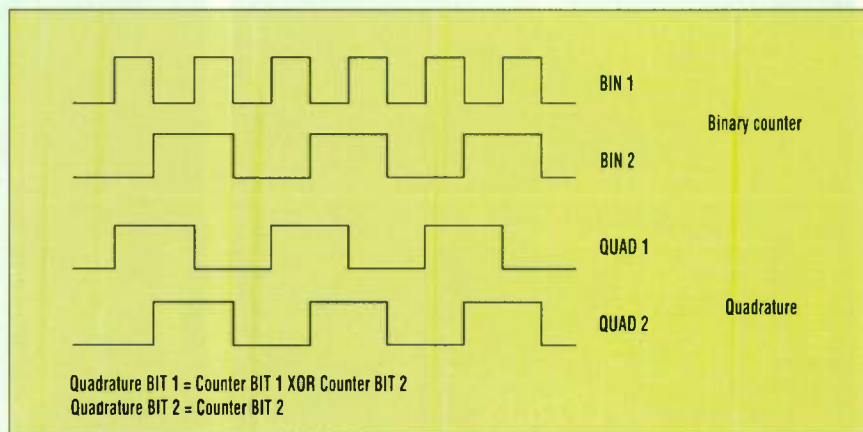 BIN 1
Binary counter
BIN 2
QUAD 1
Quadrature
QUAD 2
Quadrature BIT 1 = Counter BIT 1 XOR Counter BIT 2
Quadrature BIT 2 = Counter BIT 2